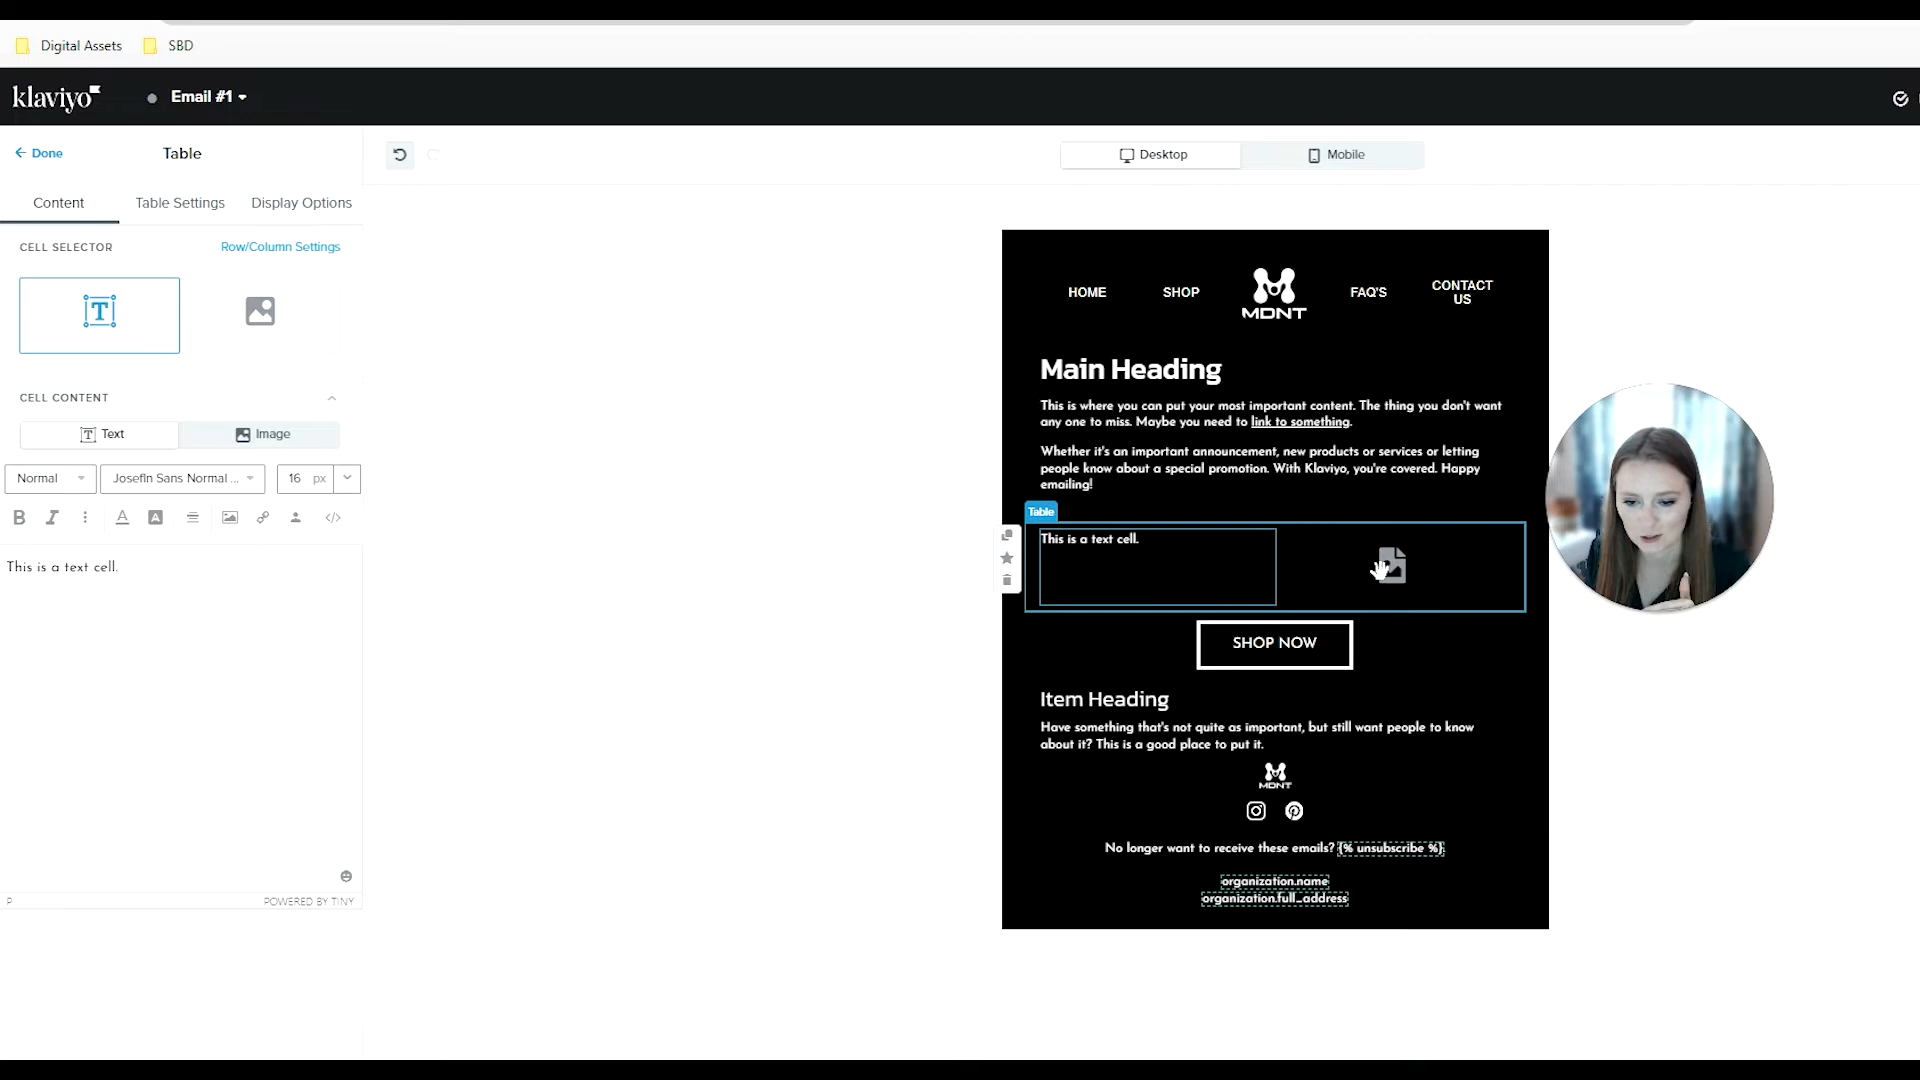 Digital Assets
SBD
klaviyo
Email #1
Done
Table
Desktop
Mobile
Content
Table Settings
Display Options
CELL SELECTOR
Row/Column Settings
T
CELL CONTENT
Text
Image
Normal
Josefin Sans Normal ...
16 px
B
I
A
A
</>
This is a text cell.
P
POWERED BY TINY
HOME
SHOP
MDNT
FAQ'S
CONTACT
US
Main Heading
This is where you can put your most important content. The thing you don't want
any one to miss. Maybe you need to link to something.
Whether it's an important announcement, new products or services or letting
people know about a special promotion. With Klaviyo, you're covered. Happy
emailing!
Table
This is a text cell.
SHOP NOW
Item Heading
Have something that's not quite as important, but still want people to know
about it? This is a good place to put it.
MDNT
No longer want to receive these emails? {% unsubscribe %}.
organization.name
organization.full_address